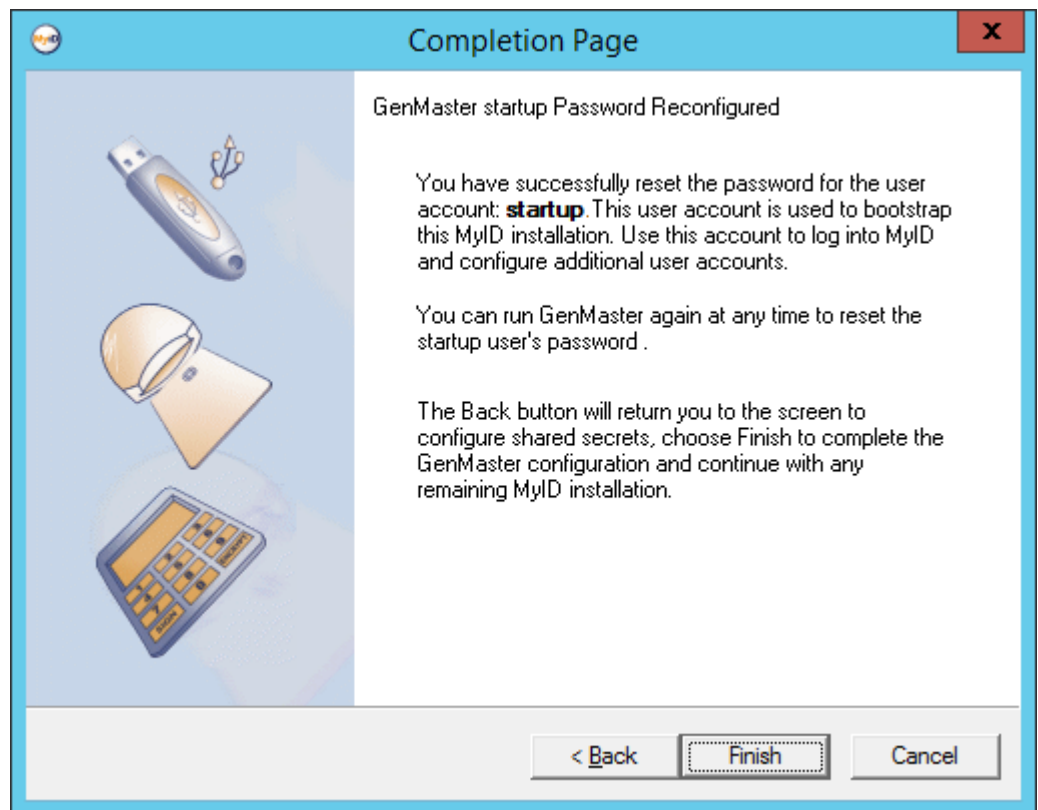 MyID
Completion Page
x
GenMaster startup Password Reconfigured
You have successfully reset the password for the user
account: startup. This user account is used to bootstrap
this MyID installation. Use this account to log into MyID
and configure additional user accounts.
You can run GenMaster again at any time to reset the
startup user's password .
The Back button will return you to the screen to
configure shared secrets, choose Finish to complete the
GenMaster configuration and continue with any
remaining MyID installation.
ENCRYPT
SIGN
< Back
Finish
Cancel